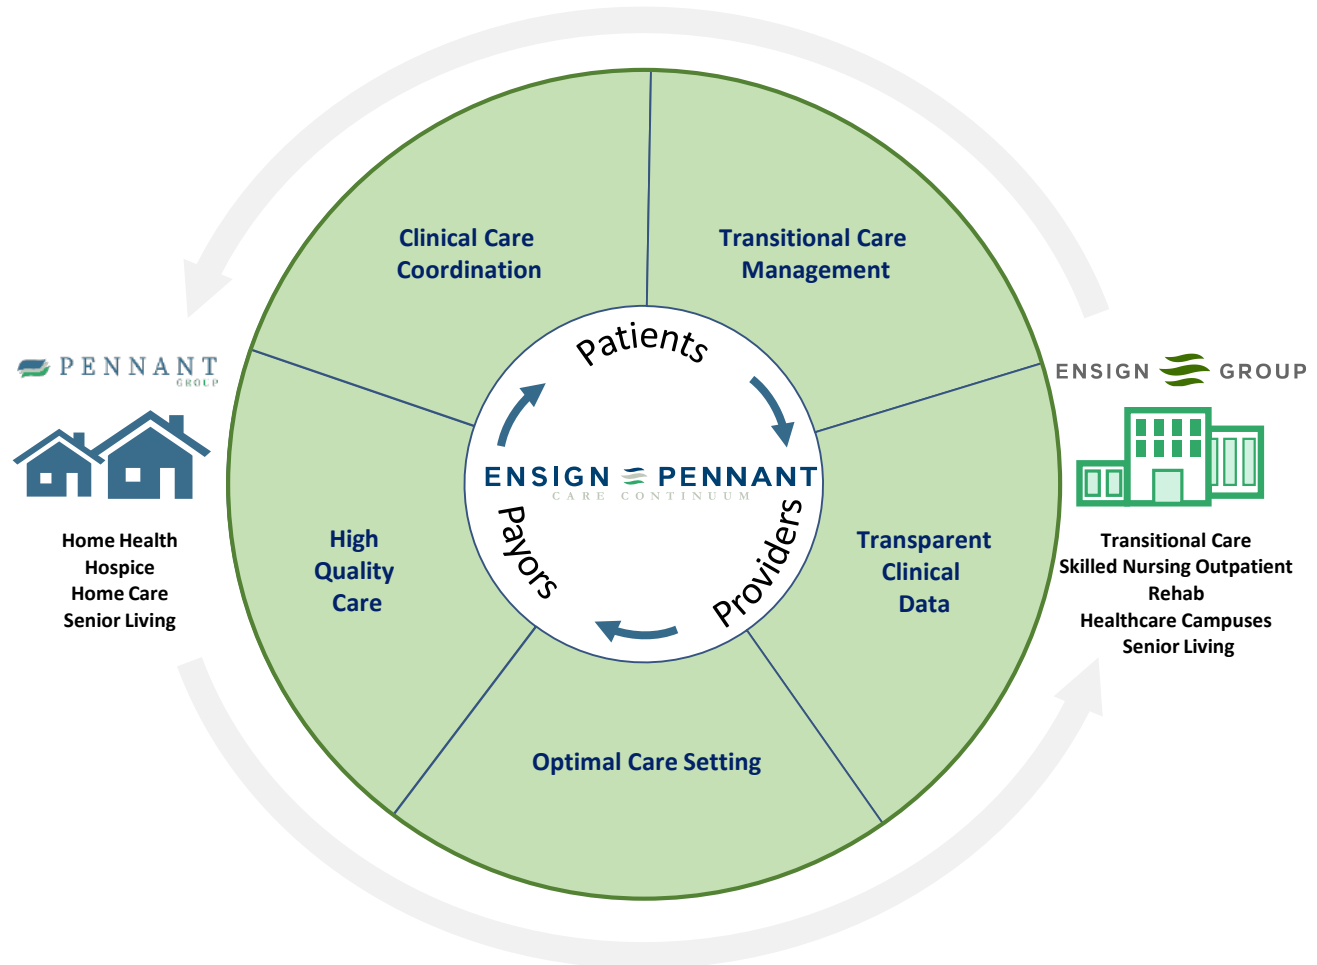 Clinical Care
Coordination
Transitional Care
Management
Patients
PENNANT
GROUP
ENSIGN GROUP
ENSIGN PENNANT
CARE CONTINUUM
Payors
Providers
Home Health
Hospice
Home Care
Senior Living
High
Quality
Care
Transparent
Clinical
Data
Transitional Care
Skilled Nursing Outpatient
Rehab
Healthcare Campuses
Senior Living
Optimal Care Setting